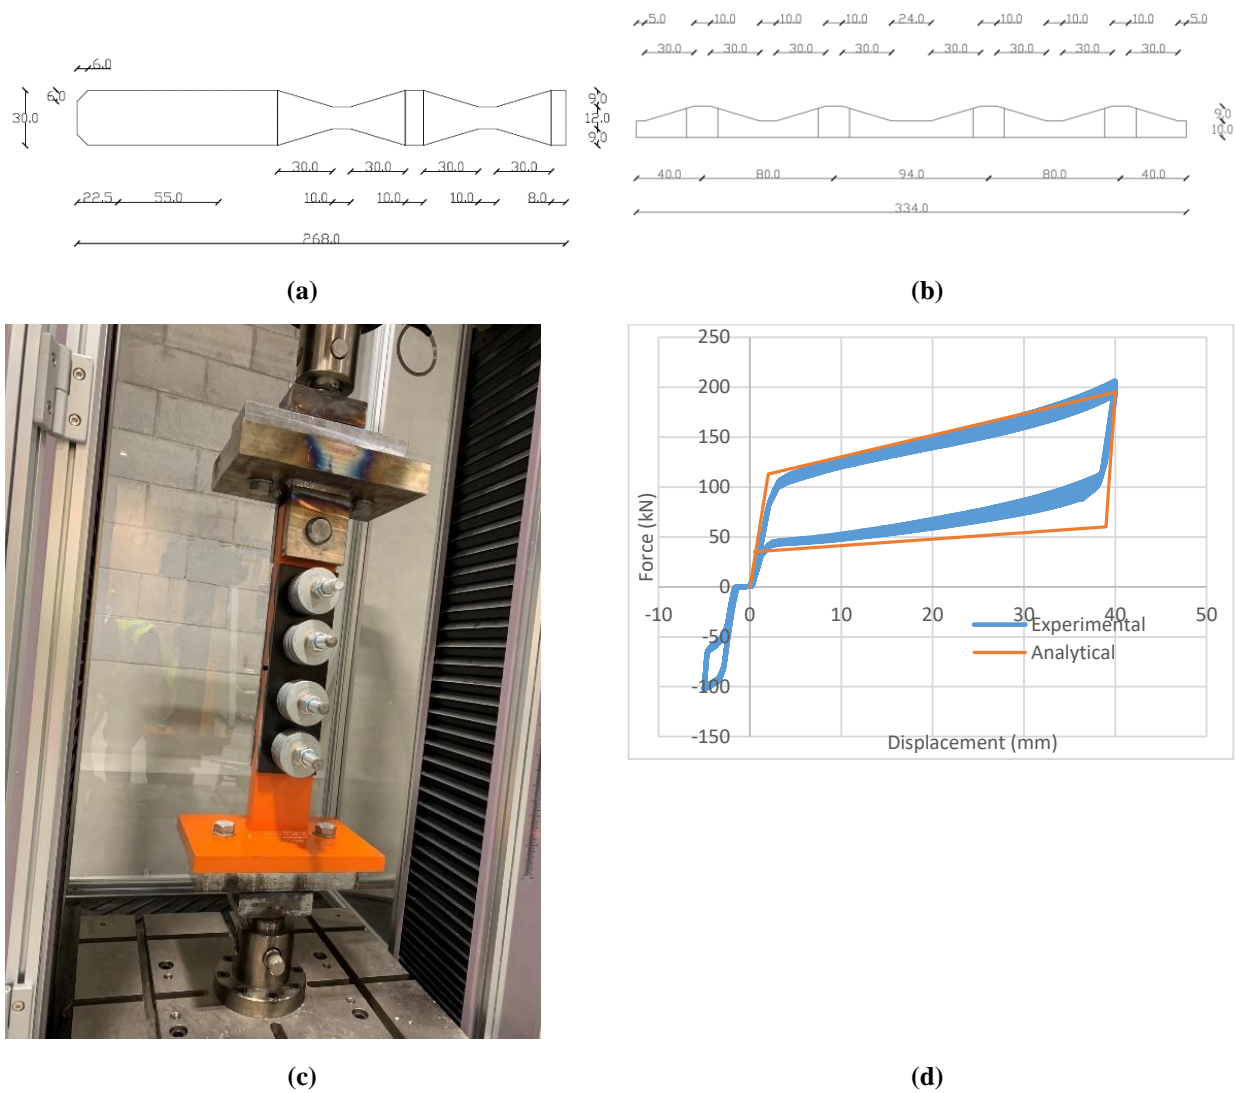 6.0
6.0
30.0
9.0
12.0
9.0
30.0 30.0 30.0 30.0
22.5 55.0 10.0 10.0 10.0 8.0
268.0
(a)
5.0 10.0 10.0 10.0 24.0 10.0 10.0 10.0 5.0
30.0 30.0 30.0 30.0 30.0 30.0 30.0 30.0
9.0
10.0
40.0 80.0 94.0 80.0 40.0
334.0
(b)
(c)
250
200
150
100
50
0
-50
-100
-150
-10 0 10 20 30 40 50
Force (kN)
Displacement (mm)
Experimental
Analytical
(d)